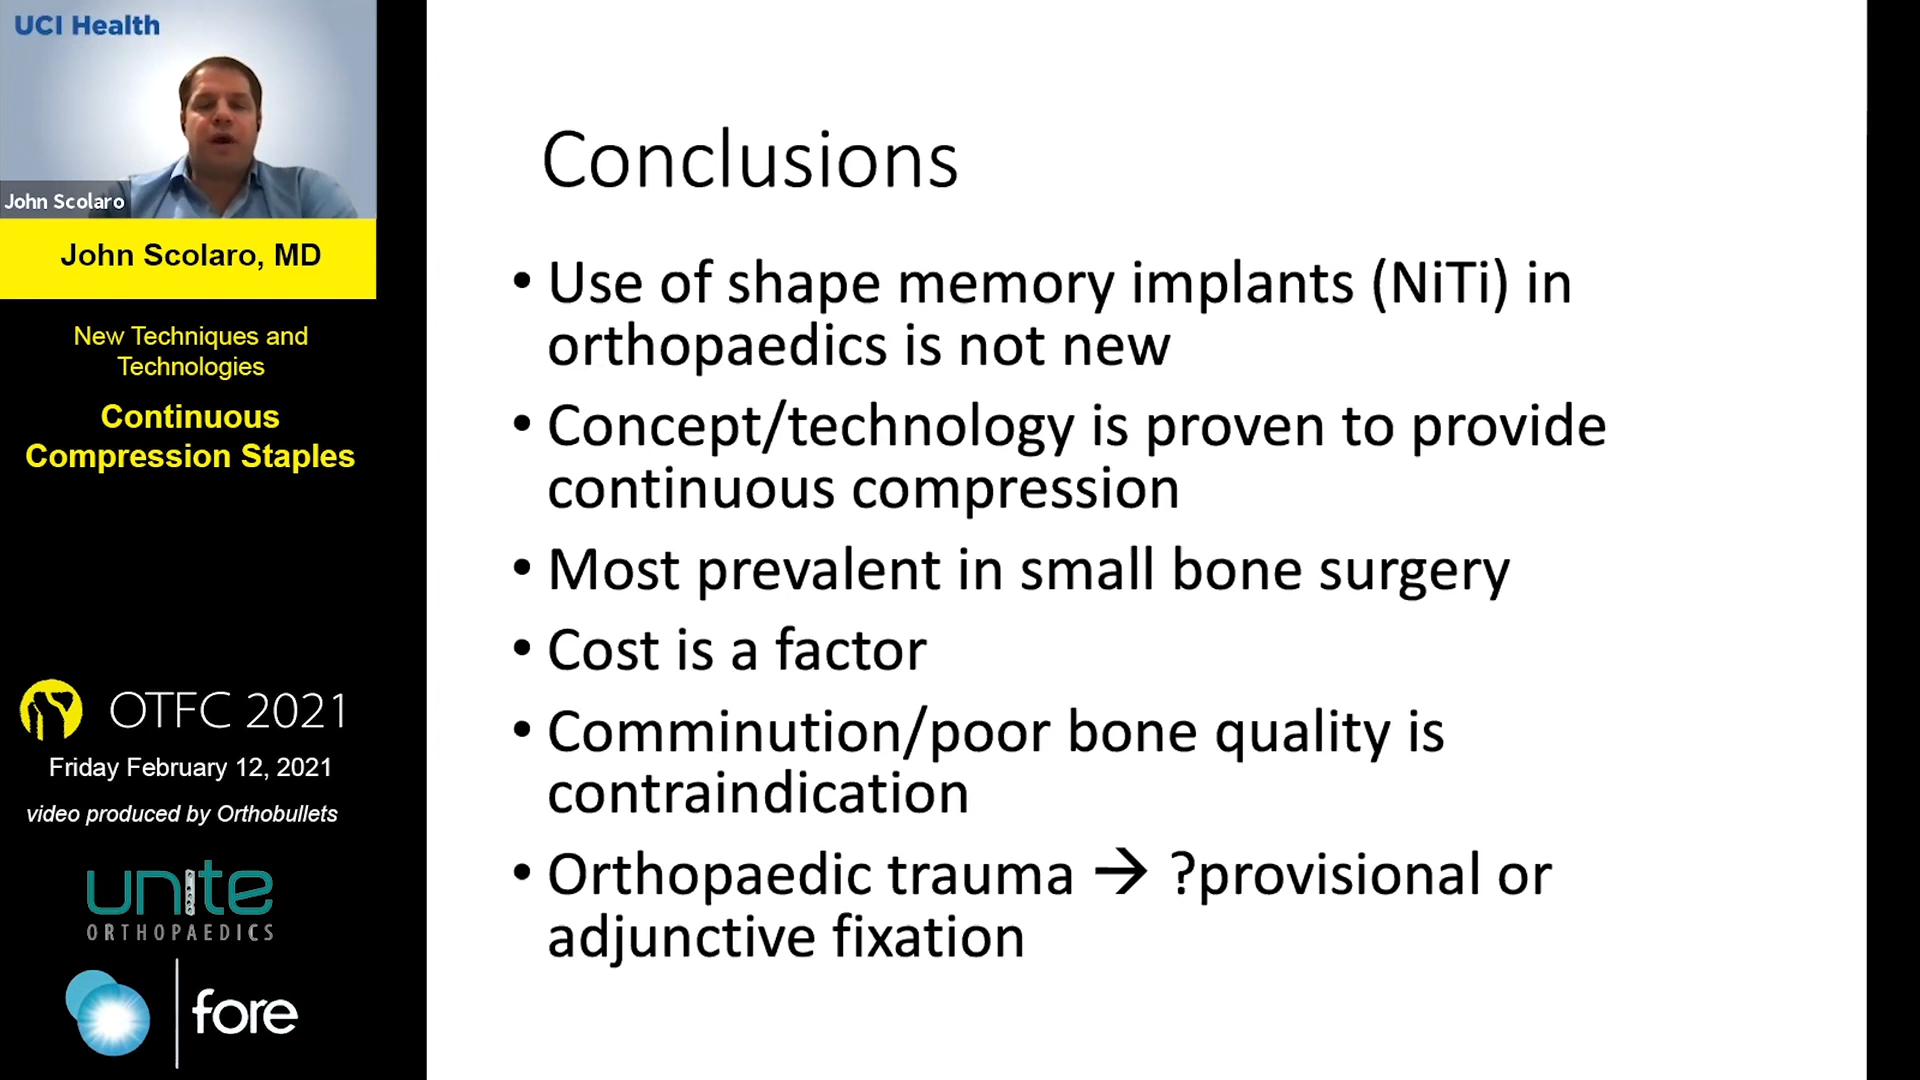 UCI Health
John Scolaro
John Scolaro, MD
New Techniques and
Technologies
Continuous
Compression Staples
OTFC 2021
Friday February 12, 2021
video produced by Orthobullets
unite
ORTHOPAEDICS
fore
Conclusions
• Use of shape memory implants (NiTi) in
orthopaedics is not new
• Concept/technology is proven to provide
continuous compression
• Most prevalent in small bone surgery
• Cost is a factor
• Comminution/poor bone quality is
contraindication
• Orthopaedic trauma → ?provisional or
adjunctive fixation